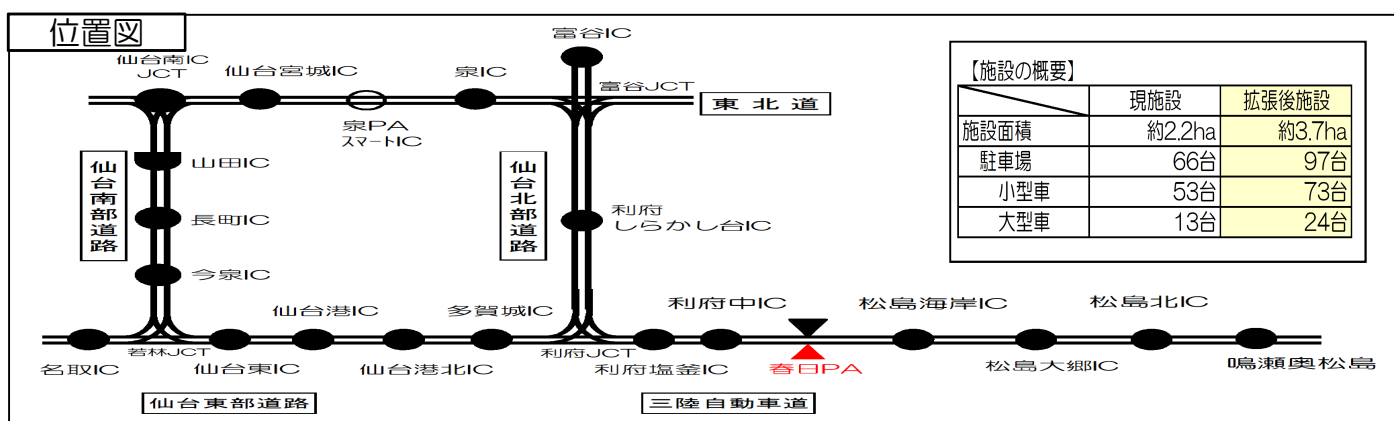 位置図
富谷IC
仙台南IC
JCT
仙台宮城IC
泉IC
富谷JCT
東北道
泉PA
スマートIC
山田IC
仙台南部道路
仙台北部道路
長町IC
利府
しらかし台IC
今泉IC
仙台港IC
多賀城IC
利府中IC
松島海岸IC
松島北IC
名取IC
若林JCT
仙台東IC
仙台港北IC
利府JCT
利府塩釜IC
春日PA
松島大郷IC
鳴瀬奥松島
仙台東部道路
三陸自動車道
【施設の概要】
現施設 拡張後施設
施設面積 約2.2ha 約3.7ha
駐車場 66台 97台
小型車 53台 73台
大型車 13台 24台